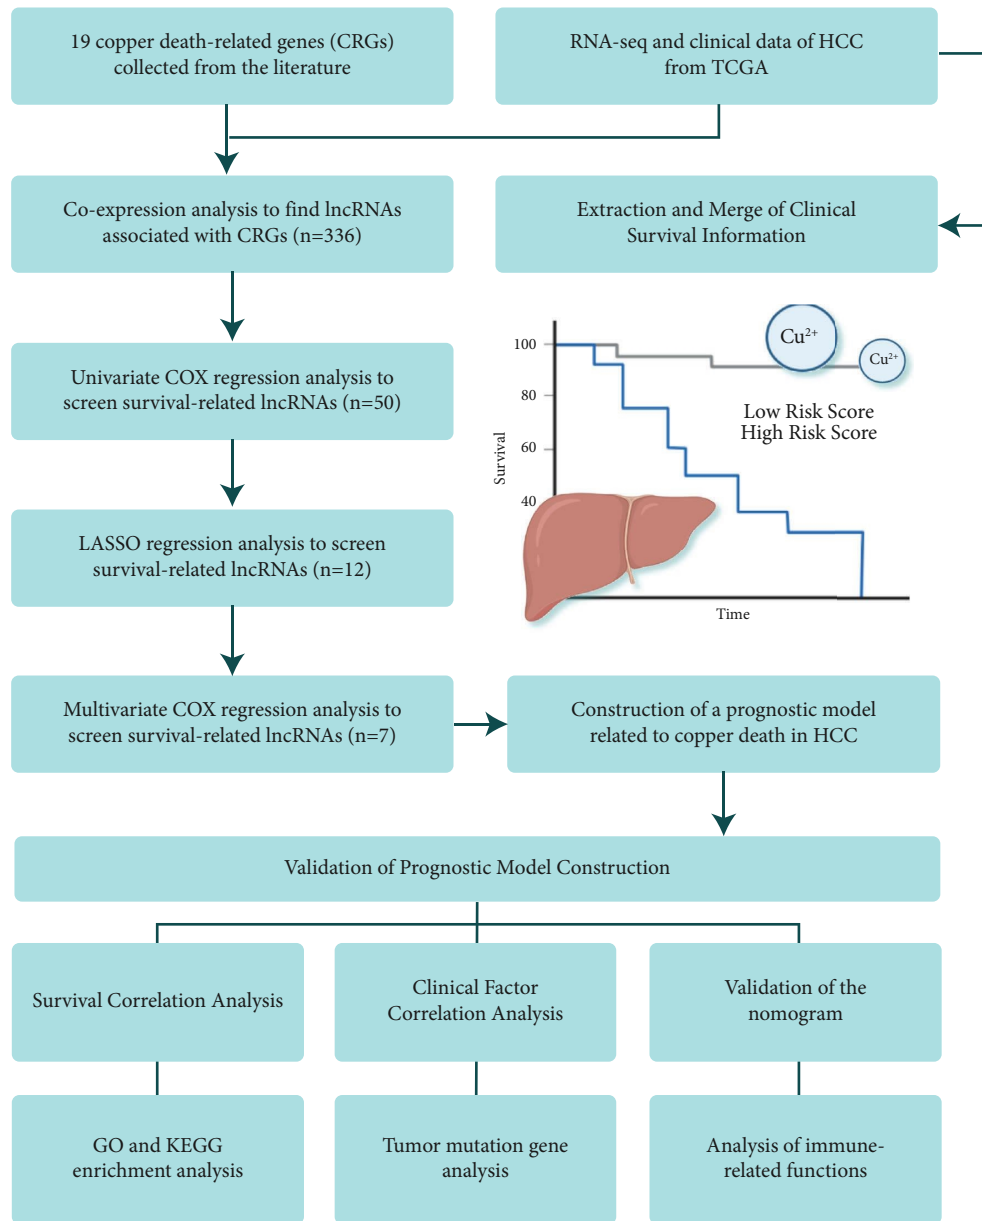 19 copper death-related genes (CRGs)
collected from the literature
RNA-seq and clinical data of HCC
from TCGA
Co-expression analysis to find lncRNAs
associated with CRGs (n=336)
Extraction and Merge of Clinical
Survival Information
Univariate COX regression analysis to
screen survival-related lncRNAs (n=50)
LASSO regression analysis to screen
survival-related lncRNAs (n=12)
100
80
60
40
Survival
Time
Cu²⁺
Cu²⁺
Low Risk Score
High Risk Score
Multivariate COX regression analysis to
screen survival-related lncRNAs (n=7)
Construction of a prognostic model
related to copper death in HCC
Validation of Prognostic Model Construction
Survival Correlation Analysis
Clinical Factor
Correlation Analysis
Validation of the
nomogram
GO and KEGG
enrichment analysis
Tumor mutation gene
analysis
Analysis of immune-
related functions